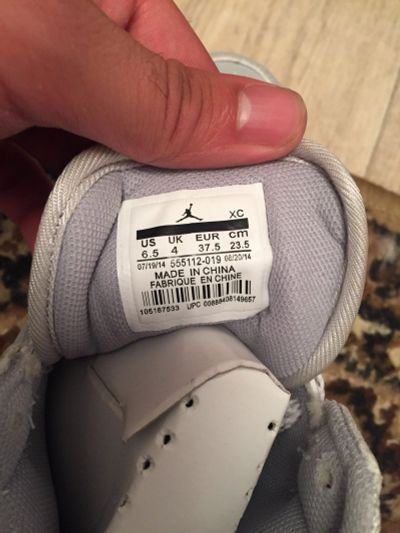 XC
US UK EUR cm
6.5 4 37.5 23.5
07/19/14 555112-019 08/20/14
MADE IN CHINA
FABRIQUE EN CHINE
105167533 UPC 00888408149657